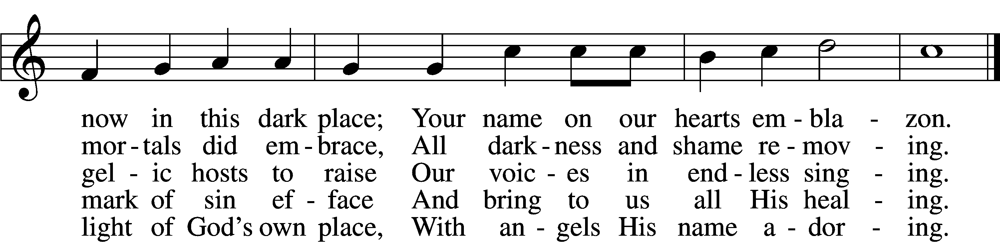 now in this dark place; Your name on our hearts em - bla - zon.
mor - tals did em - brace, All dark - ness and shame re - mov - ing.
gel - ic hosts to raise Our voic - es in end - less sing - ing.
mark of sin ef - face And bring to us all His heal - ing.
light of God's own place, With an - gels His name a - dor - ing.